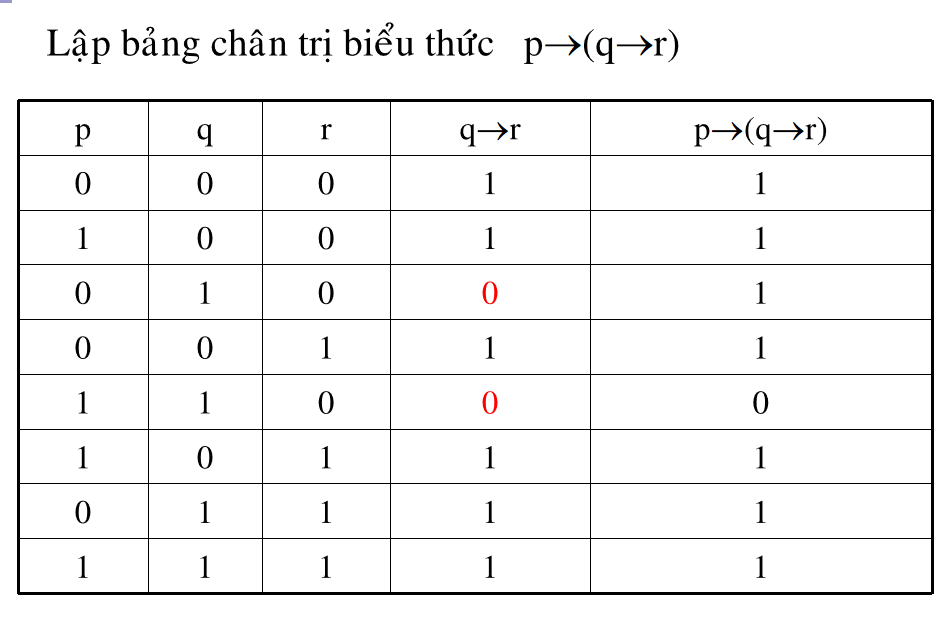 Lập bảng chân trị biểu thức p→(q→r)
p q r q→r p→(q→r)
0 0 0 1 1
1 0 0 1 1
0 1 0 0 1
0 0 1 1 1
1 1 0 0 0
1 0 1 1 1
0 1 1 1 1
1 1 1 1 1